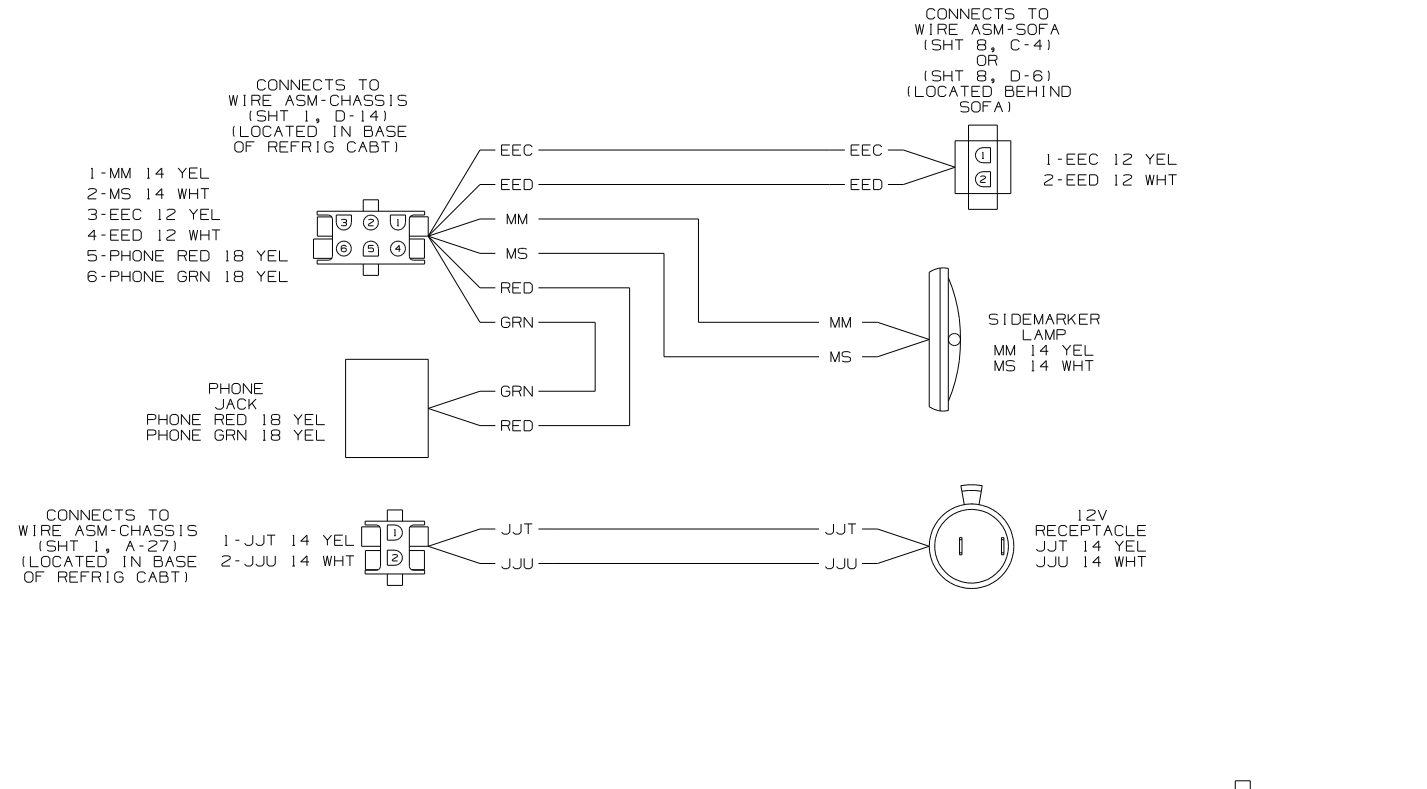 CONNECTS TO
WIRE ASM-SOFA
(SHT 8, C-4)
OR
(SHT 8, D-6)
(LOCATED BEHIND
SOFA)
CONNECTS TO
WIRE ASM-CHASSIS
(SHT 1, D-14)
(LOCATED IN BASE
OF REFRIG CABT)
1-MM 14 YEL
2-MS 14 WHT
3-EEC 12 YEL
4-EED 12 WHT
5-PHONE RED 18 YEL
6-PHONE GRN 18 YEL
3 2 1
6 5 4
EEC EEC
EED EED
MM
MS
RED
GRN
1
2
1-EEC 12 YEL
2-EED 12 WHT
MM
MS
SIDEMARKER
LAMP
MM 14 YEL
MS 14 WHT
PHONE
JACK
PHONE RED 18 YEL
PHONE GRN 18 YEL
GRN
RED
CONNECTS TO
WIRE ASM-CHASSIS
(SHT 1, A-27)
(LOCATED IN BASE
OF REFRIG CABT)
1-JJT 14 YEL
2-JJU 14 WHT
1
2
JJT JJT
JJU JJU
12V
RECEPTACLE
JJT 14 YEL
JJU 14 WHT